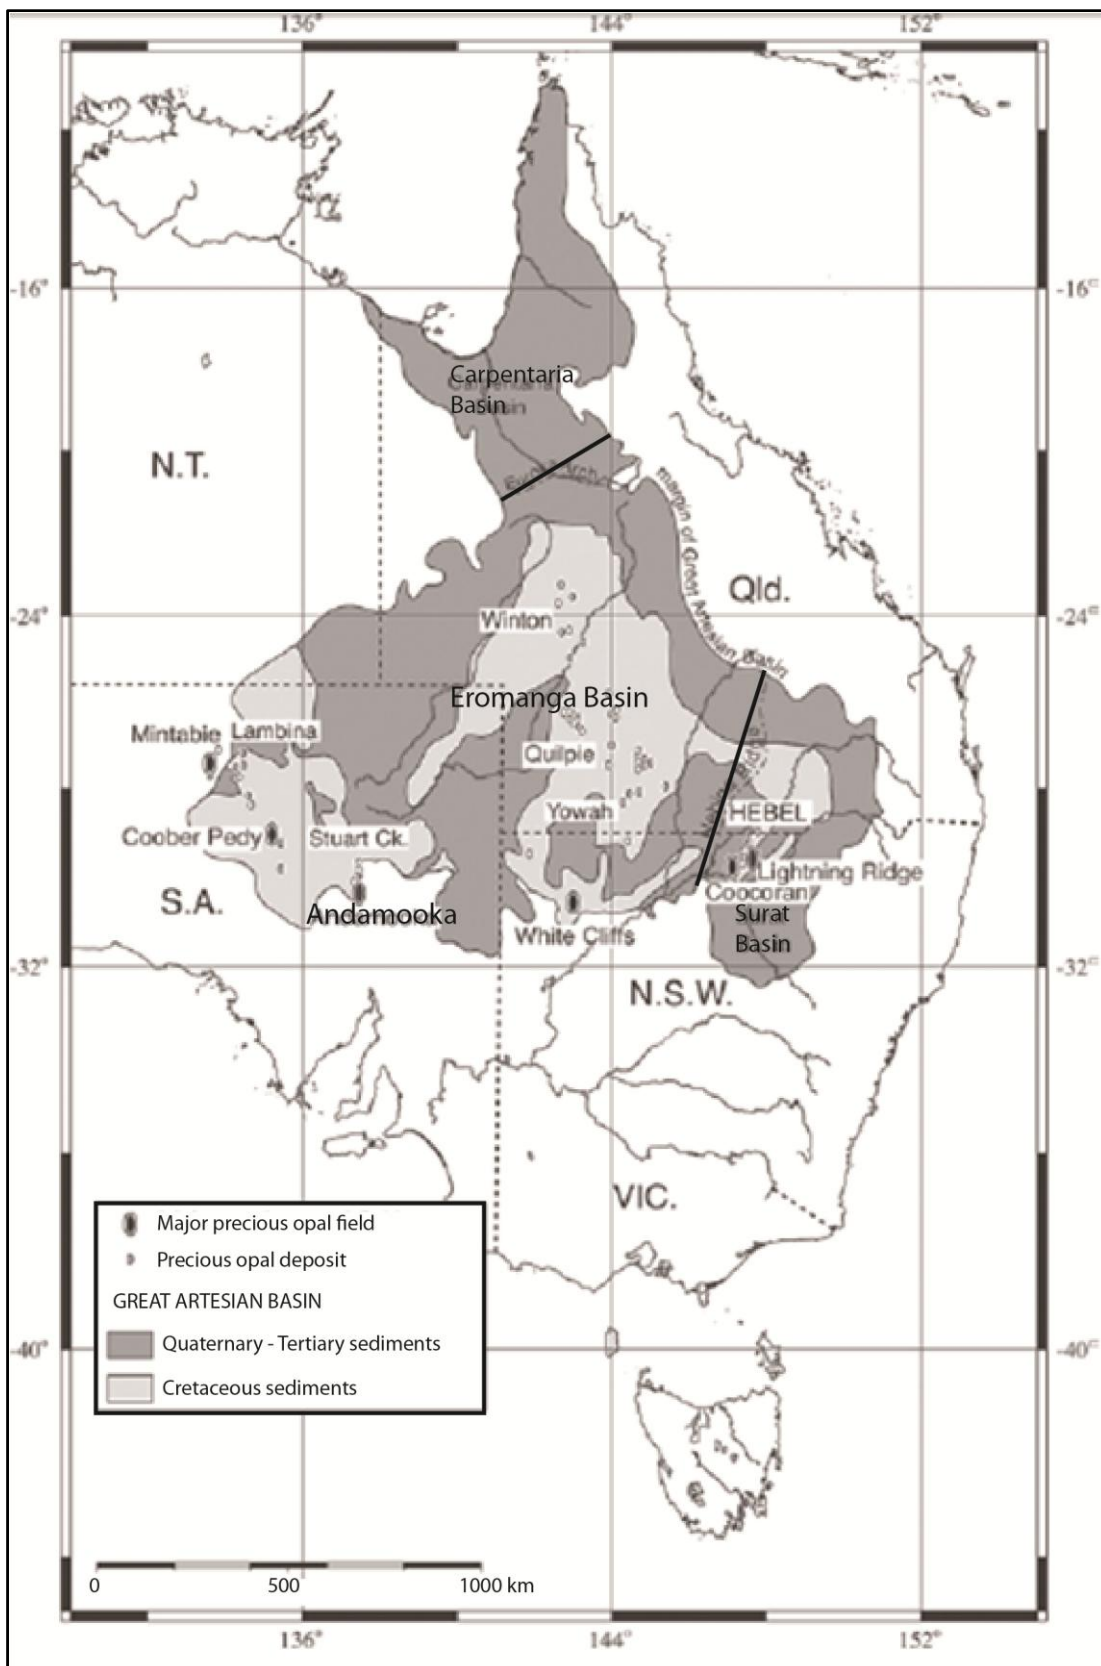 136° 144° 152°
-16° -16°
Carpentaria
Basin
N.T.
margin of Great Artesian Basin
Qld.
-24° -24°
Winton
Eromanga Basin
Mintabie Lambina
Quilpie
Yowah HEBEL
Coober Pedy Stuart Ck.
Lightning Ridge
Coocoran
S.A. Andamooka
Surat
Basin
White Cliffs
-32° -32°
N.S.W.
VIC.
Major precious opal field
Precious opal deposit
GREAT ARTESIAN BASIN
Quaternary - Tertiary sediments
Cretaceous sediments
-40° -40°
0 500 1000 km
136° 144° 152°